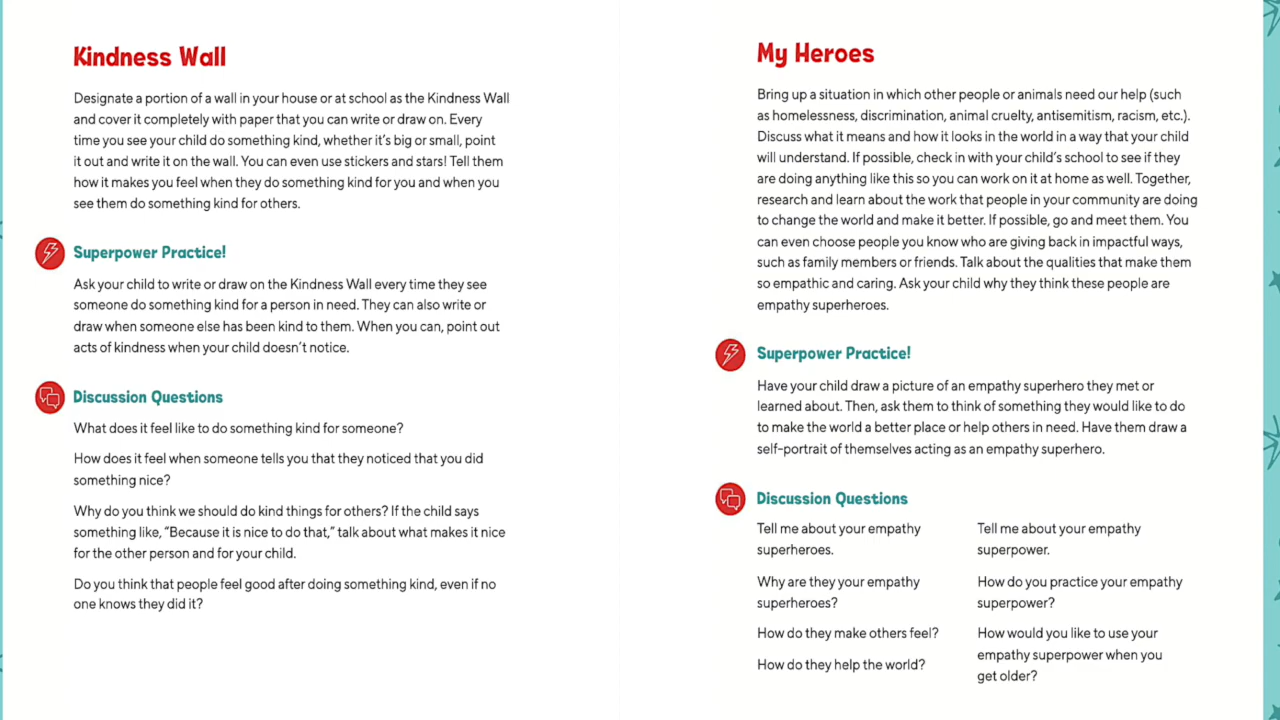 Kindness Wall
Designate a portion of a wall in your house or at school as the Kindness Wall
and cover it completely with paper that you can write or draw on. Every
time you see your child do something kind, whether it's big or small, point
it out and write it on the wall. You can even use stickers and stars! Tell them
how it makes you feel when they do something kind for you and when you
see them do something kind for others.
Superpower Practice!
Ask your child to write or draw on the Kindness Wall every time they see
someone do something kind for a person in need. They can also write or
draw when someone else has been kind to them. When you can, point out
acts of kindness when your child doesn't notice.
Discussion Questions
What does it feel like to do something kind for someone?
How does it feel when someone tells you that they noticed that you did
something nice?
Why do you think we should do kind things for others? If the child says
something like, "Because it is nice to do that," talk about what makes it nice
for the other person and for your child.
Do you think that people feel good after doing something kind, even if no
one knows they did it?
My Heroes
Bring up a situation in which other people or animals need our help (such
as homelessness, discrimination, animal cruelty, antisemitism, racism, etc.).
Discuss what it means and how it looks in the world in a way that your child
will understand. If possible, check in with your child's school to see if they
are doing anything like this so you can work on it at home as well. Together,
research and learn about the work that people in your community are doing
to change the world and make it better. If possible, go and meet them. You
can even choose people you know who are giving back in impactful ways,
such as family members or friends. Talk about the qualities that make them
so empathic and caring. Ask your child why they think these people are
empathy superheroes.
Superpower Practice!
Have your child draw a picture of an empathy superhero they met or
learned about. Then, ask them to think of something they would like to do
to make the world a better place or help others in need. Have them draw a
self-portrait of themselves acting as an empathy superhero.
Discussion Questions
Tell me about your empathy
superheroes.
Why are they your empathy
superheroes?
How do they make others feel?
How do they help the world?
Tell me about your empathy
superpower.
How do you practice your empathy
superpower?
How would you like to use your
empathy superpower when you
get older?